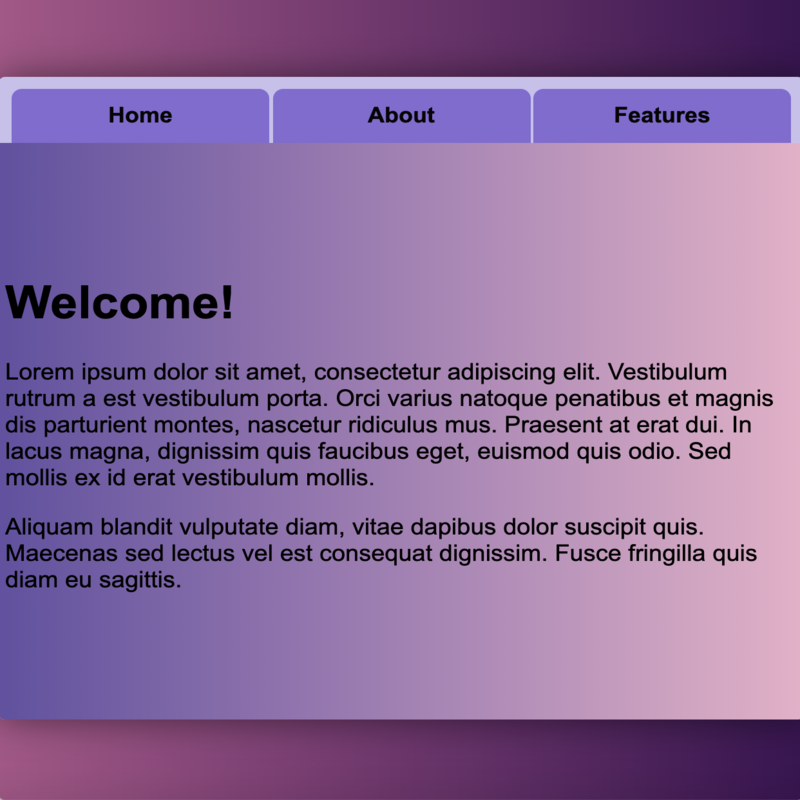 Home About Features
Welcome!
Lorem ipsum dolor sit amet, consectetur adipiscing elit. Vestibulum
rutrum a est vestibulum porta. Orci varius natoque penatibus et magnis
dis parturient montes, nascetur ridiculus mus. Praesent at erat dui. In
lacus magna, dignissim quis faucibus eget, euismod quis odio. Sed
mollis ex id erat vestibulum mollis.
Aliquam blandit vulputate diam, vitae dapibus dolor suscipit quis.
Maecenas sed lectus vel est consequat dignissim. Fusce fringilla quis
diam eu sagittis.